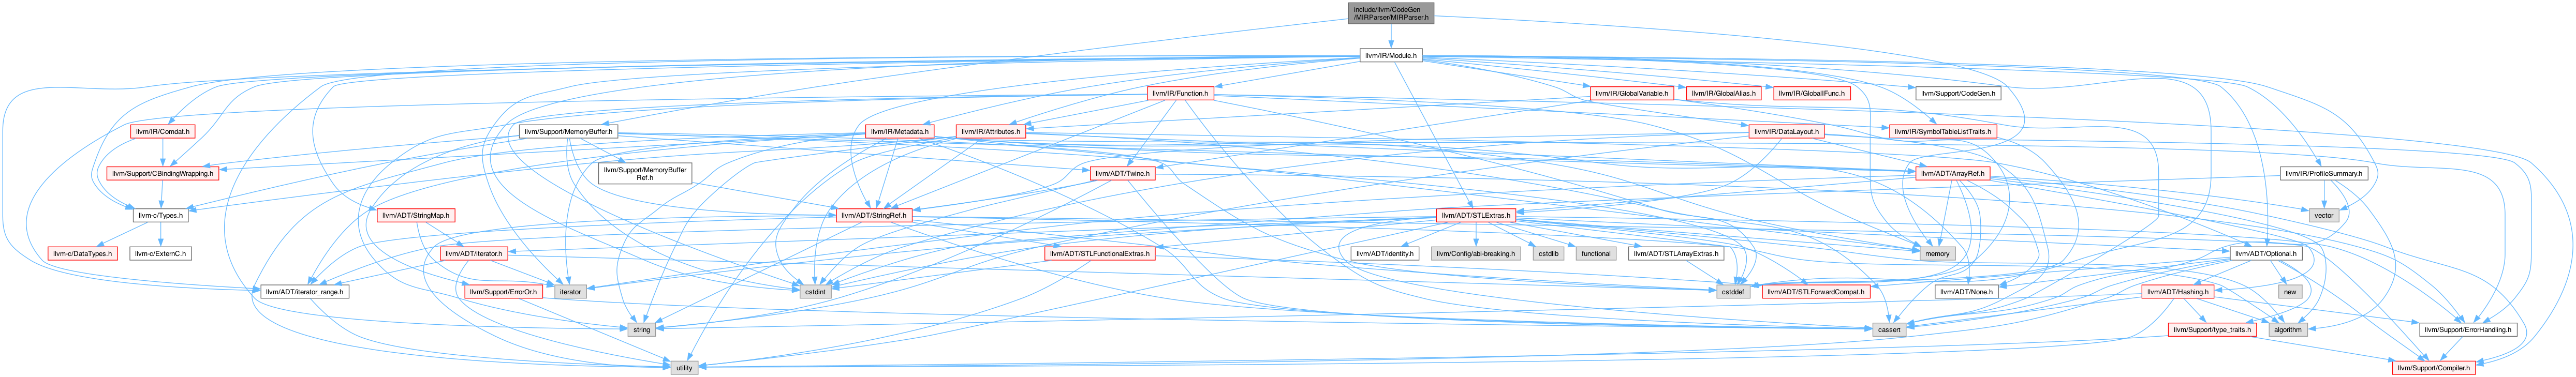 include/llvm/CodeGen
/MIRParser/MIRParser.h
llvm/IR/Module.h
llvm/IR/Function.h
llvm/IR/GlobalVariable.h
llvm/IR/GlobalAlias.h
llvm/IR/GlobalIFunc.h
llvm/Support/CodeGen.h
llvm/IR/Comdat.h
llvm/Support/MemoryBuffer.h
llvm/IR/Metadata.h
llvm/IR/Attributes.h
llvm/IR/DataLayout.h
llvm/IR/SymbolTableListTraits.h
llvm/Support/CBindingWrapping.h
llvm/Support/MemoryBuffer
Ref.h
llvm/ADT/Twine.h
llvm/ADT/ArrayRef.h
llvm/IR/ProfileSummary.h
llvm-c/Types.h
llvm/ADT/StringMap.h
llvm/ADT/StringRef.h
llvm/ADT/STLExtras.h
vector
llvm-c/DataTypes.h
llvm-c/ExternC.h
llvm/ADT/iterator.h
llvm/ADT/STLFunctionalExtras.h
llvm/ADT/identity.h
llvm/Config/abi-breaking.h
cstdlib
functional
llvm/ADT/STLArrayExtras.h
memory
llvm/ADT/Optional.h
llvm/ADT/iterator_range.h
llvm/Support/ErrorOr.h
iterator
cstdint
cstddef
llvm/ADT/STLForwardCompat.h
llvm/ADT/None.h
llvm/ADT/Hashing.h
new
string
cassert
llvm/Support/type_traits.h
algorithm
llvm/Support/ErrorHandling.h
utility
llvm/Support/Compiler.h